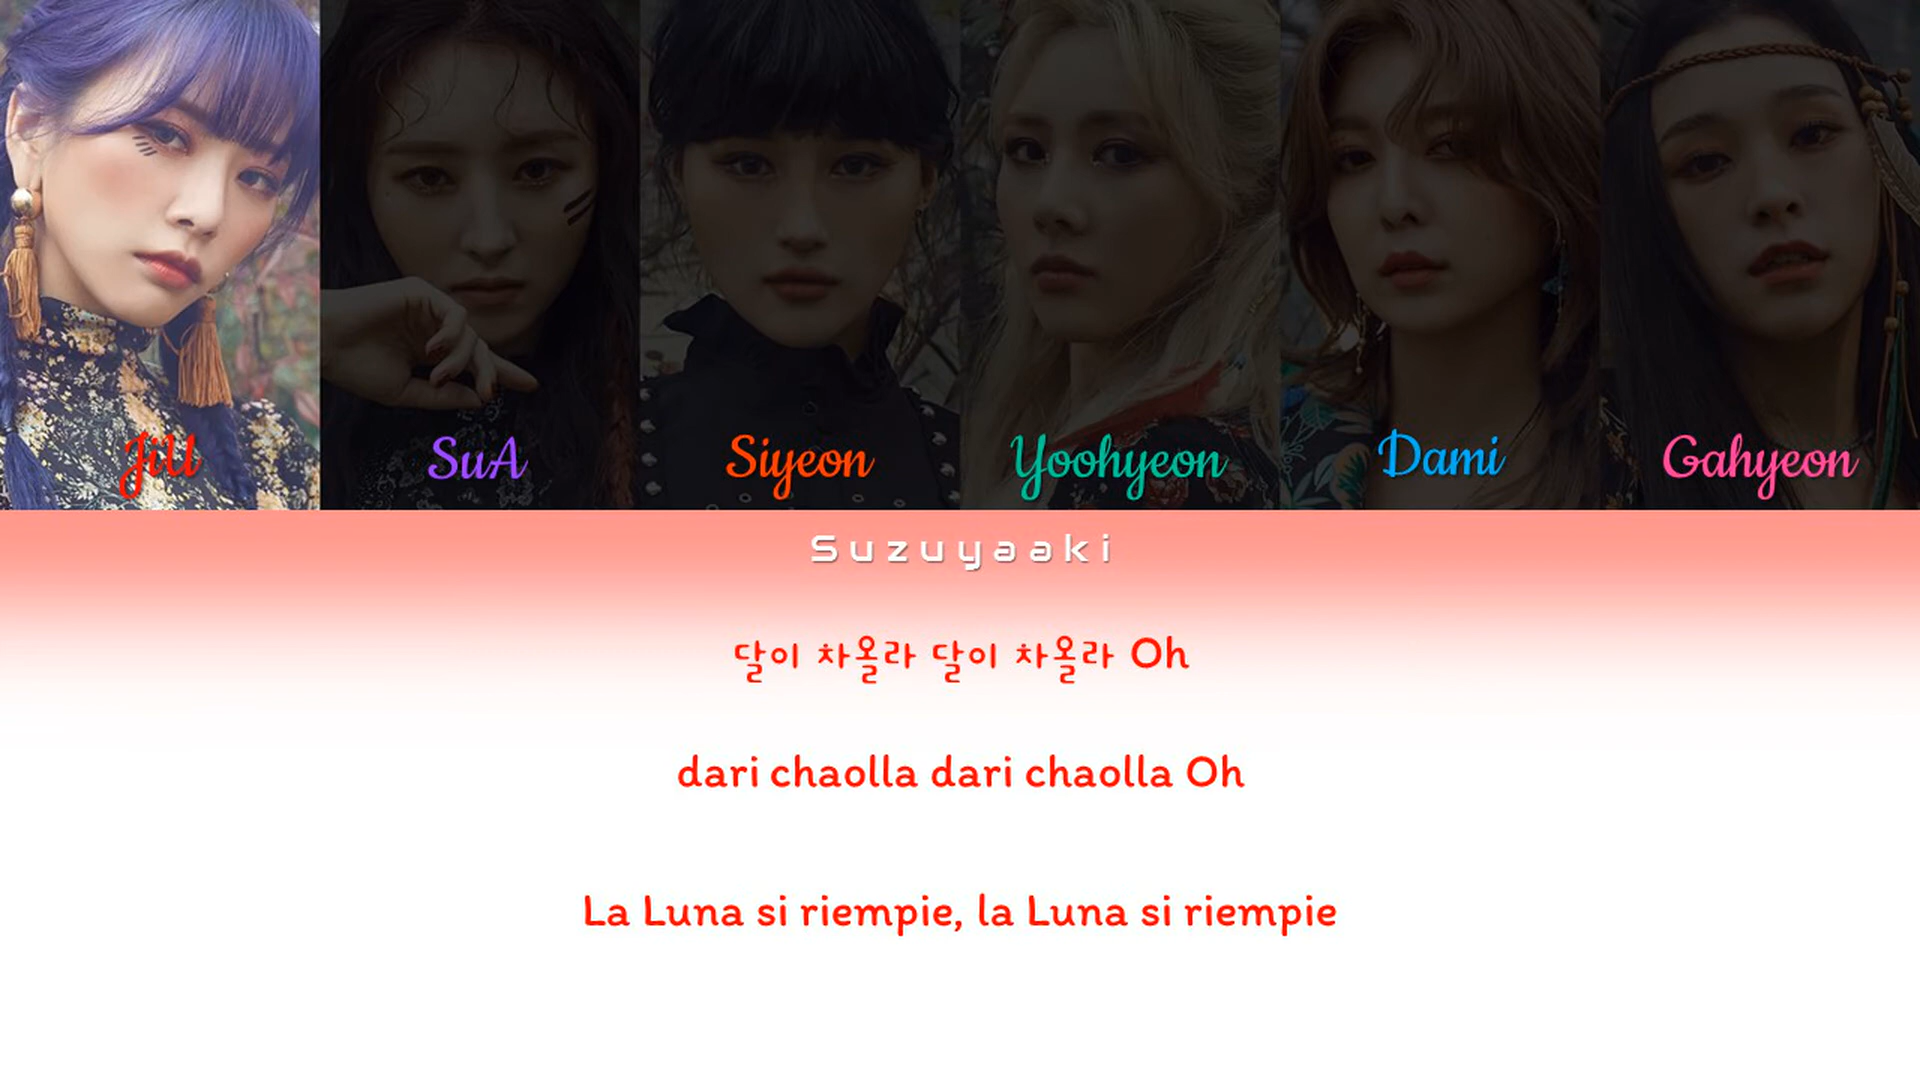 JiU SuA Siyeon Yoohyeon Dami Gahyeon
Suzuyaaki
달이 차올라 달이 차올라 Oh
dari chaolla dari chaolla Oh
La Luna si riempie, la Luna si riempie